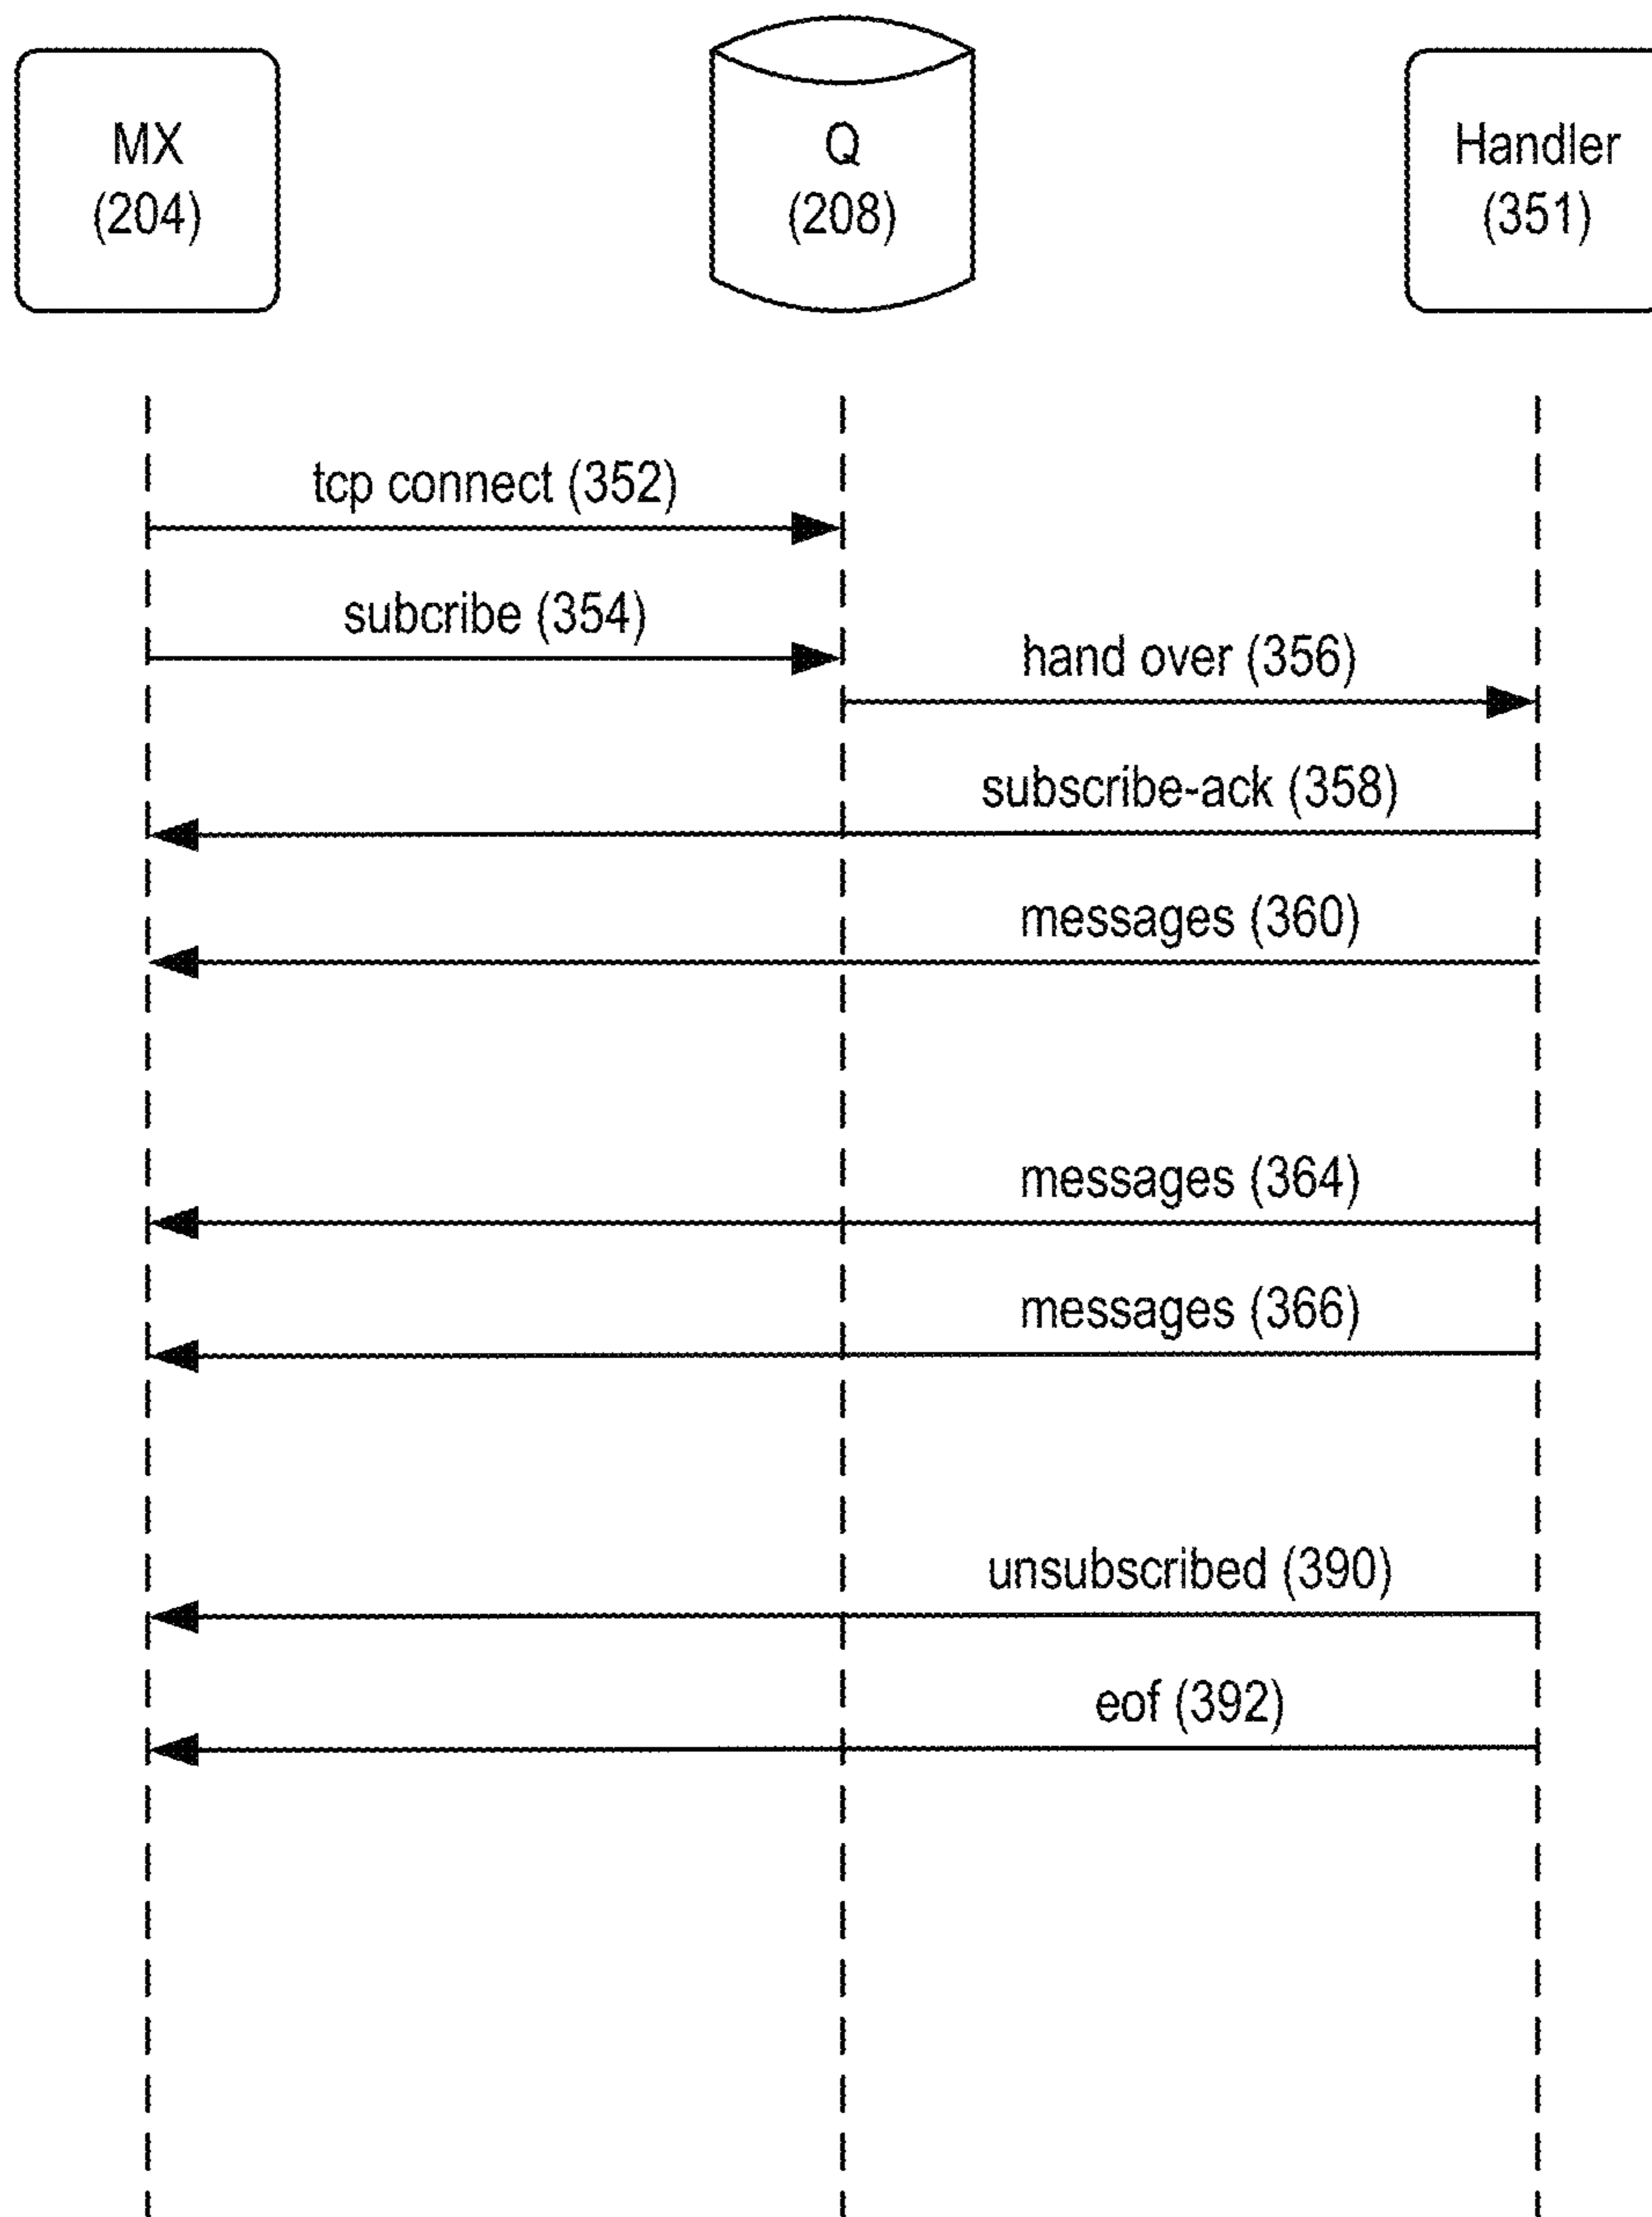 MX
(204)
Q
(208)
Handler
(351)
tcp connect (352)
subcribe (354)
hand over (356)
subscribe-ack (358)
messages (360)
messages (364)
messages (366)
unsubscribed (390)
eof (392)